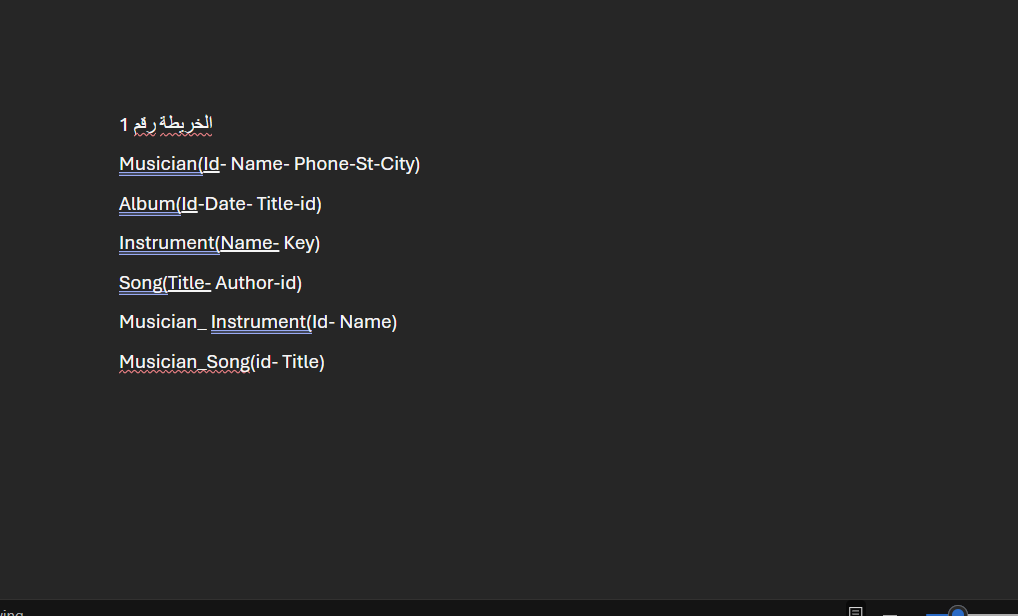 الخريطة رقم 1
Musician(Id- Name- Phone-St-City)
Album(Id-Date- Title-id)
Instrument(Name- Key)
Song(Title- Author-id)
Musician_ Instrument(Id- Name)
Musician_Song(id- Title)